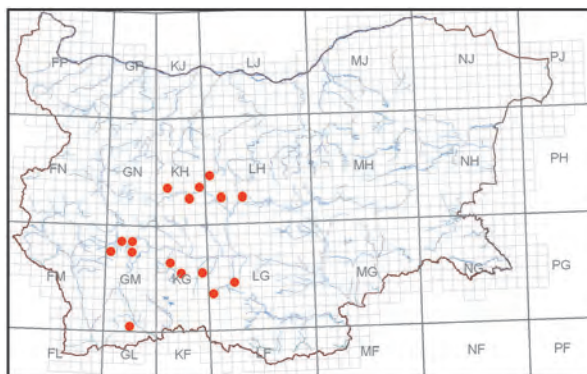 FP GP KJ LJ MJ NJ PJ
FN GN KH LH MH NH PH
FM GM KG LG MG NG PG
FL GL KF LF MF NF PF